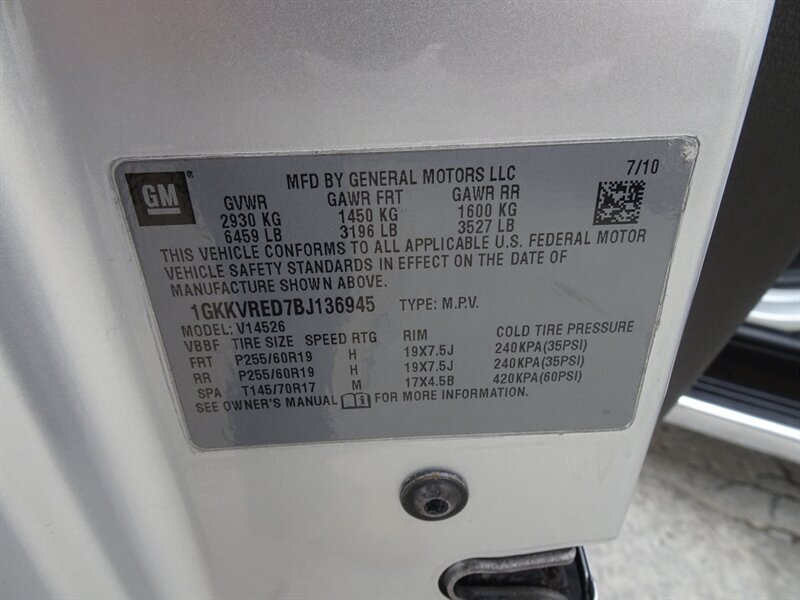 GM
MFD BY GENERAL MOTORS LLC 7/10
GVWR GAWR FRT GAWR RR
2930 KG 1450 KG 1600 KG
6459 LB 3196 LB 3527 LB
THIS VEHICLE CONFORMS TO ALL APPLICABLE U.S. FEDERAL MOTOR
VEHICLE SAFETY STANDARDS IN EFFECT ON THE DATE OF
MANUFACTURE SHOWN ABOVE.
1GKKVRED7BJ136945 TYPE: M.P.V.
MODEL: V14526
VBBF TIRE SIZE SPEED RTG RIM COLD TIRE PRESSURE
FRT P255/60R19 H 19X7.5J 240KPA(35PSI)
RR P255/60R19 H 19X7.5J 240KPA(35PSI)
SPA T145/70R17 M 17X4.5B 420KPA(60PSI)
SEE OWNER'S MANUAL FOR MORE INFORMATION.